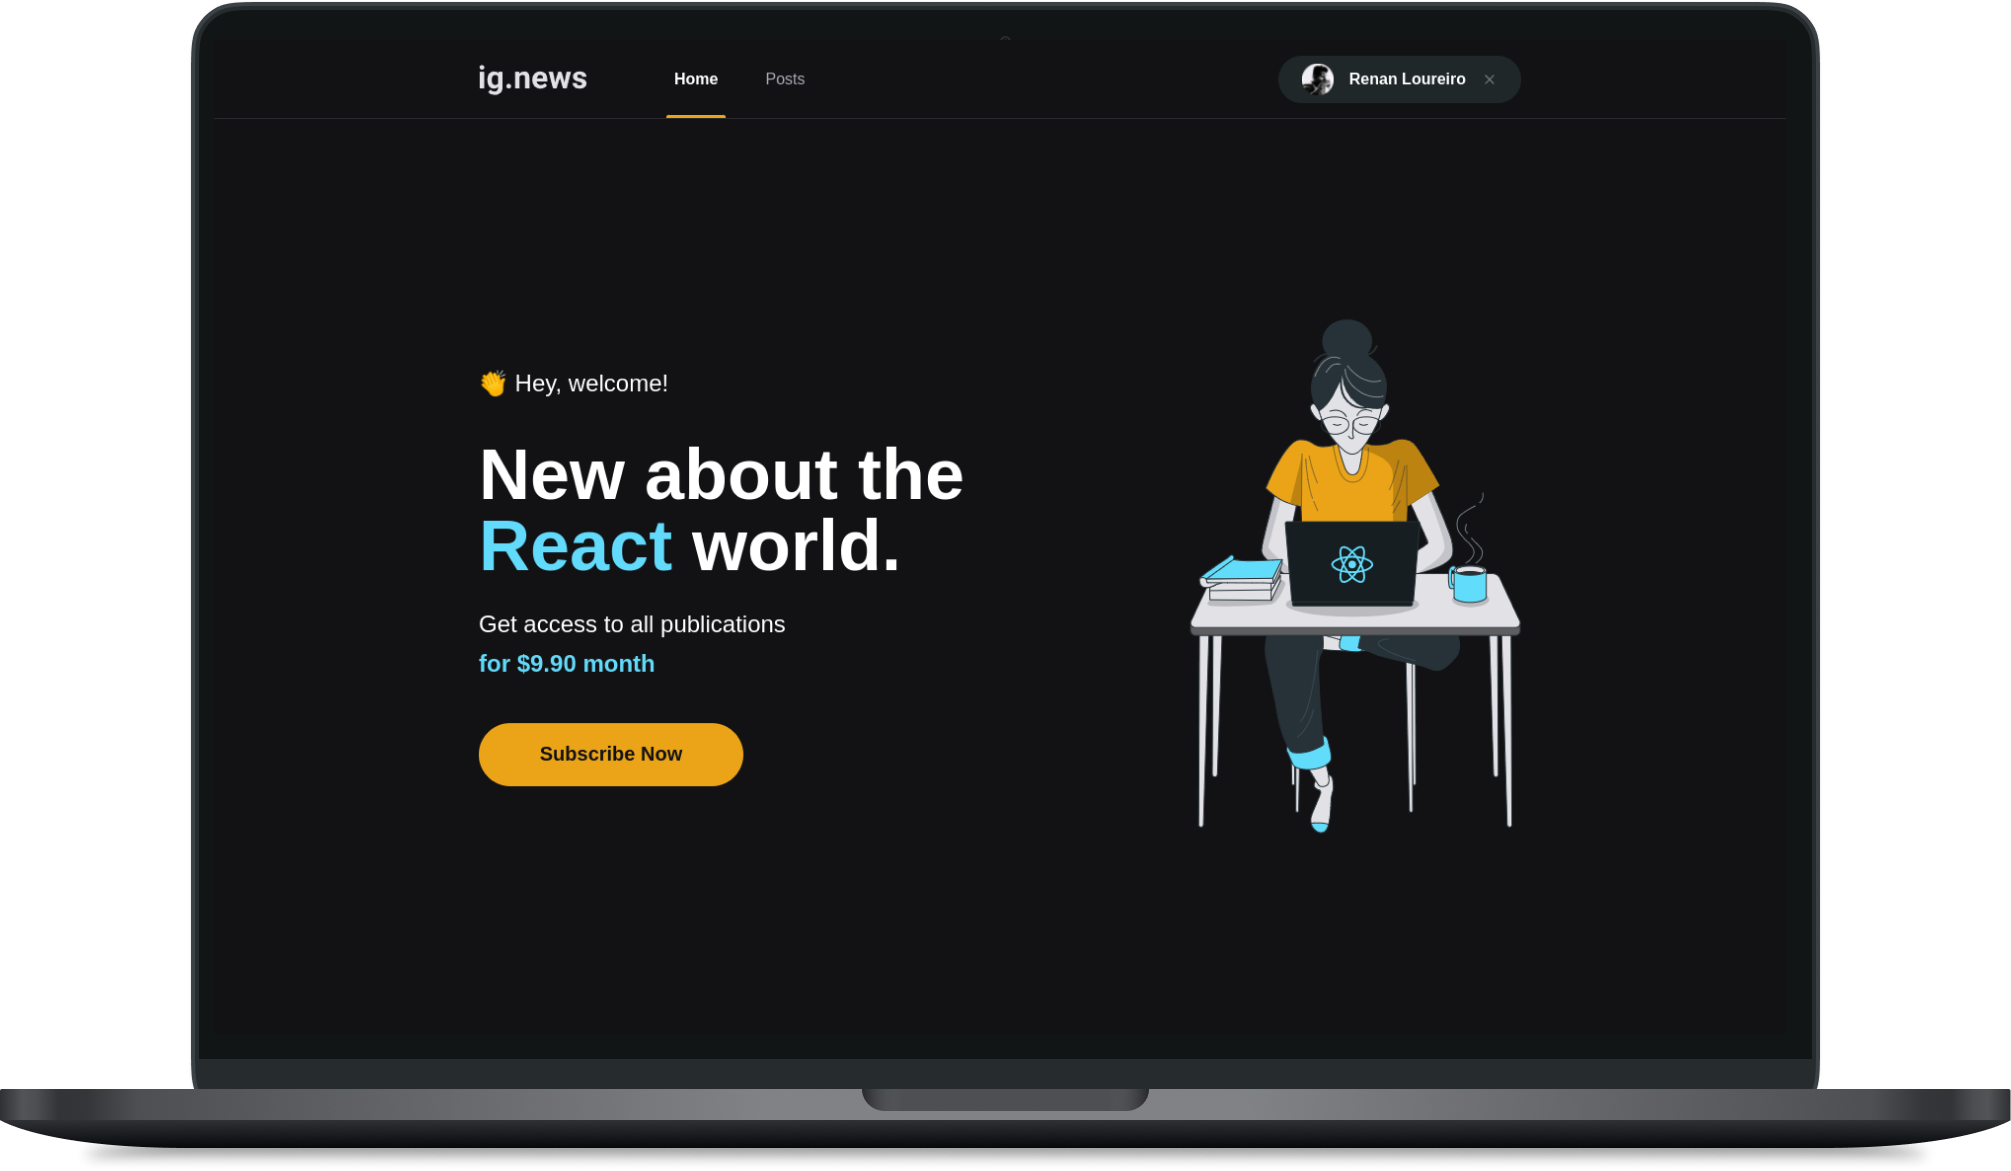 ig.news
Home
Posts
Renan Loureiro
👏 Hey, welcome!
New about the
React world.
Get access to all publications
for $9.90 month
Subscribe Now